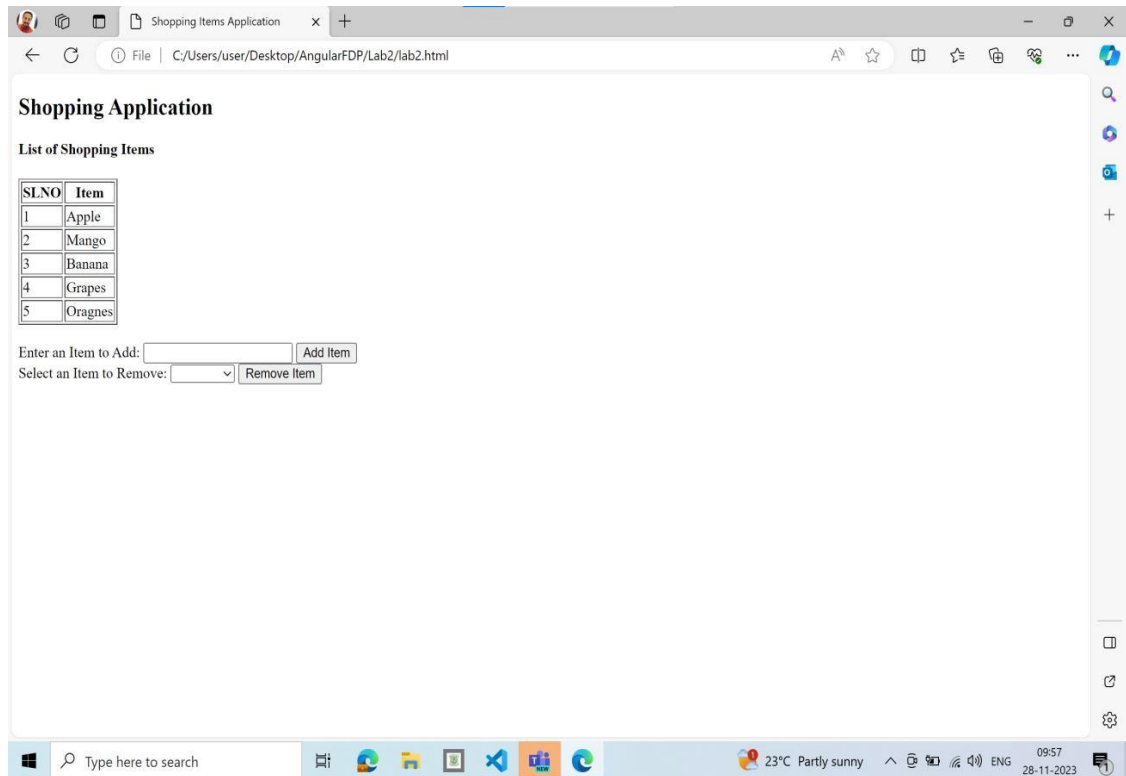 Shopping Items Application
File
C:/Users/user/Desktop/AngularFDP/Lab2/lab2.html
Shopping Application
List of Shopping Items
SLNO Item
1 Apple
2 Mango
3 Banana
4 Grapes
5 Oragnes
Enter an Item to Add: Add Item
Select an Item to Remove: Remove Item
Type here to search
NEW
23°C Partly sunny
ENG
09:57
28-11-2023
1